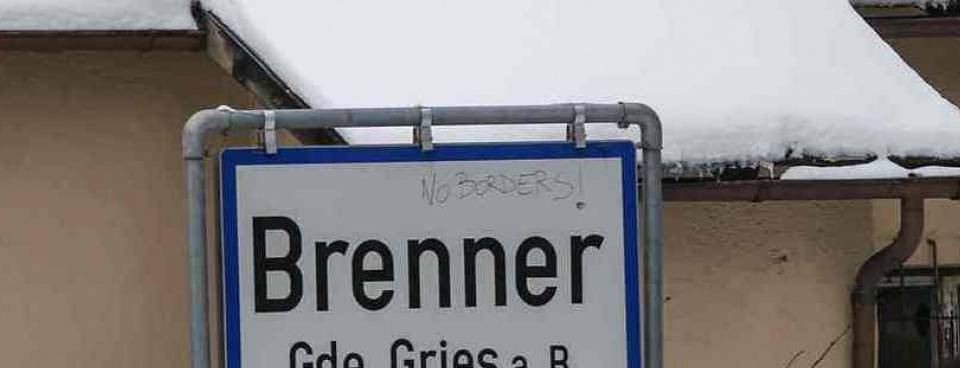 No BORDERS!
Brenner
Gde. Gries a. B.